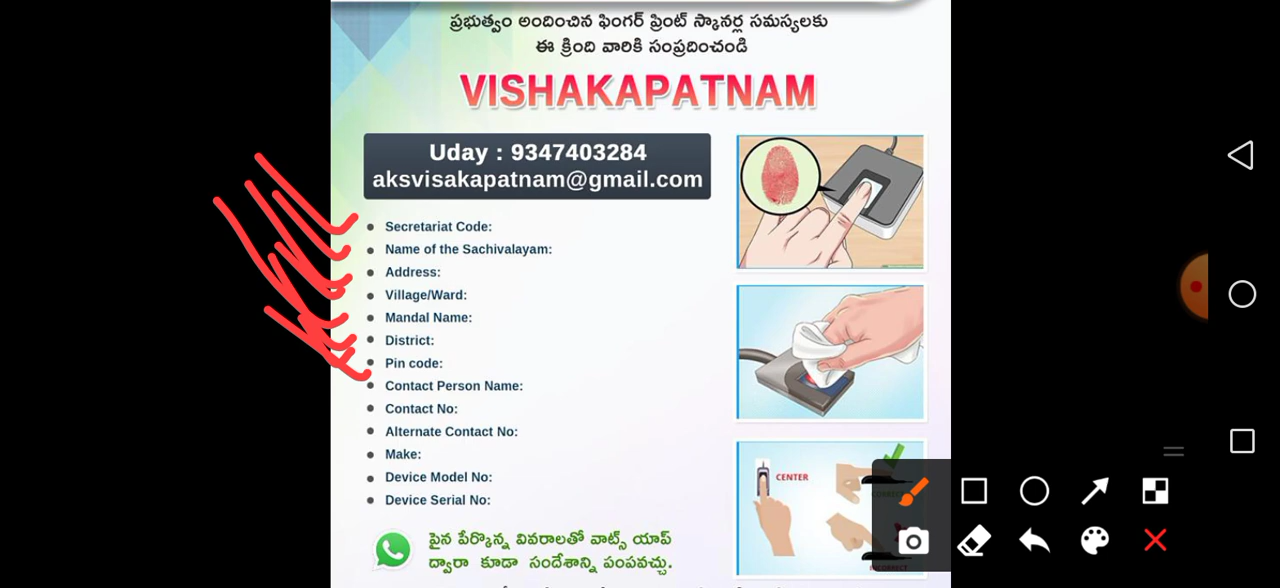 ప్రభుత్వం అందించిన ఫింగర్ ప్రింట్ స్కానర్ల సమస్యలకు
ఈ క్రింది వారికి సంప్రదించండి
VISHAKAPATNAM
Uday : 9347403284
aksvisakapatnam@gmail.com
Secretariat Code:
Name of the Sachivalayam:
Address:
Village/Ward:
Mandal Name:
District:
Pin code:
Contact Person Name:
Contact No:
Alternate Contact No:
Make:
Device Model No:
Device Serial No:
CENTER
INCORRECT
పైన పేర్కొన్న వివరాలతో వాట్స్ యాప్
ద్వారా కూడా సందేశాన్ని పంపవచ్చు.